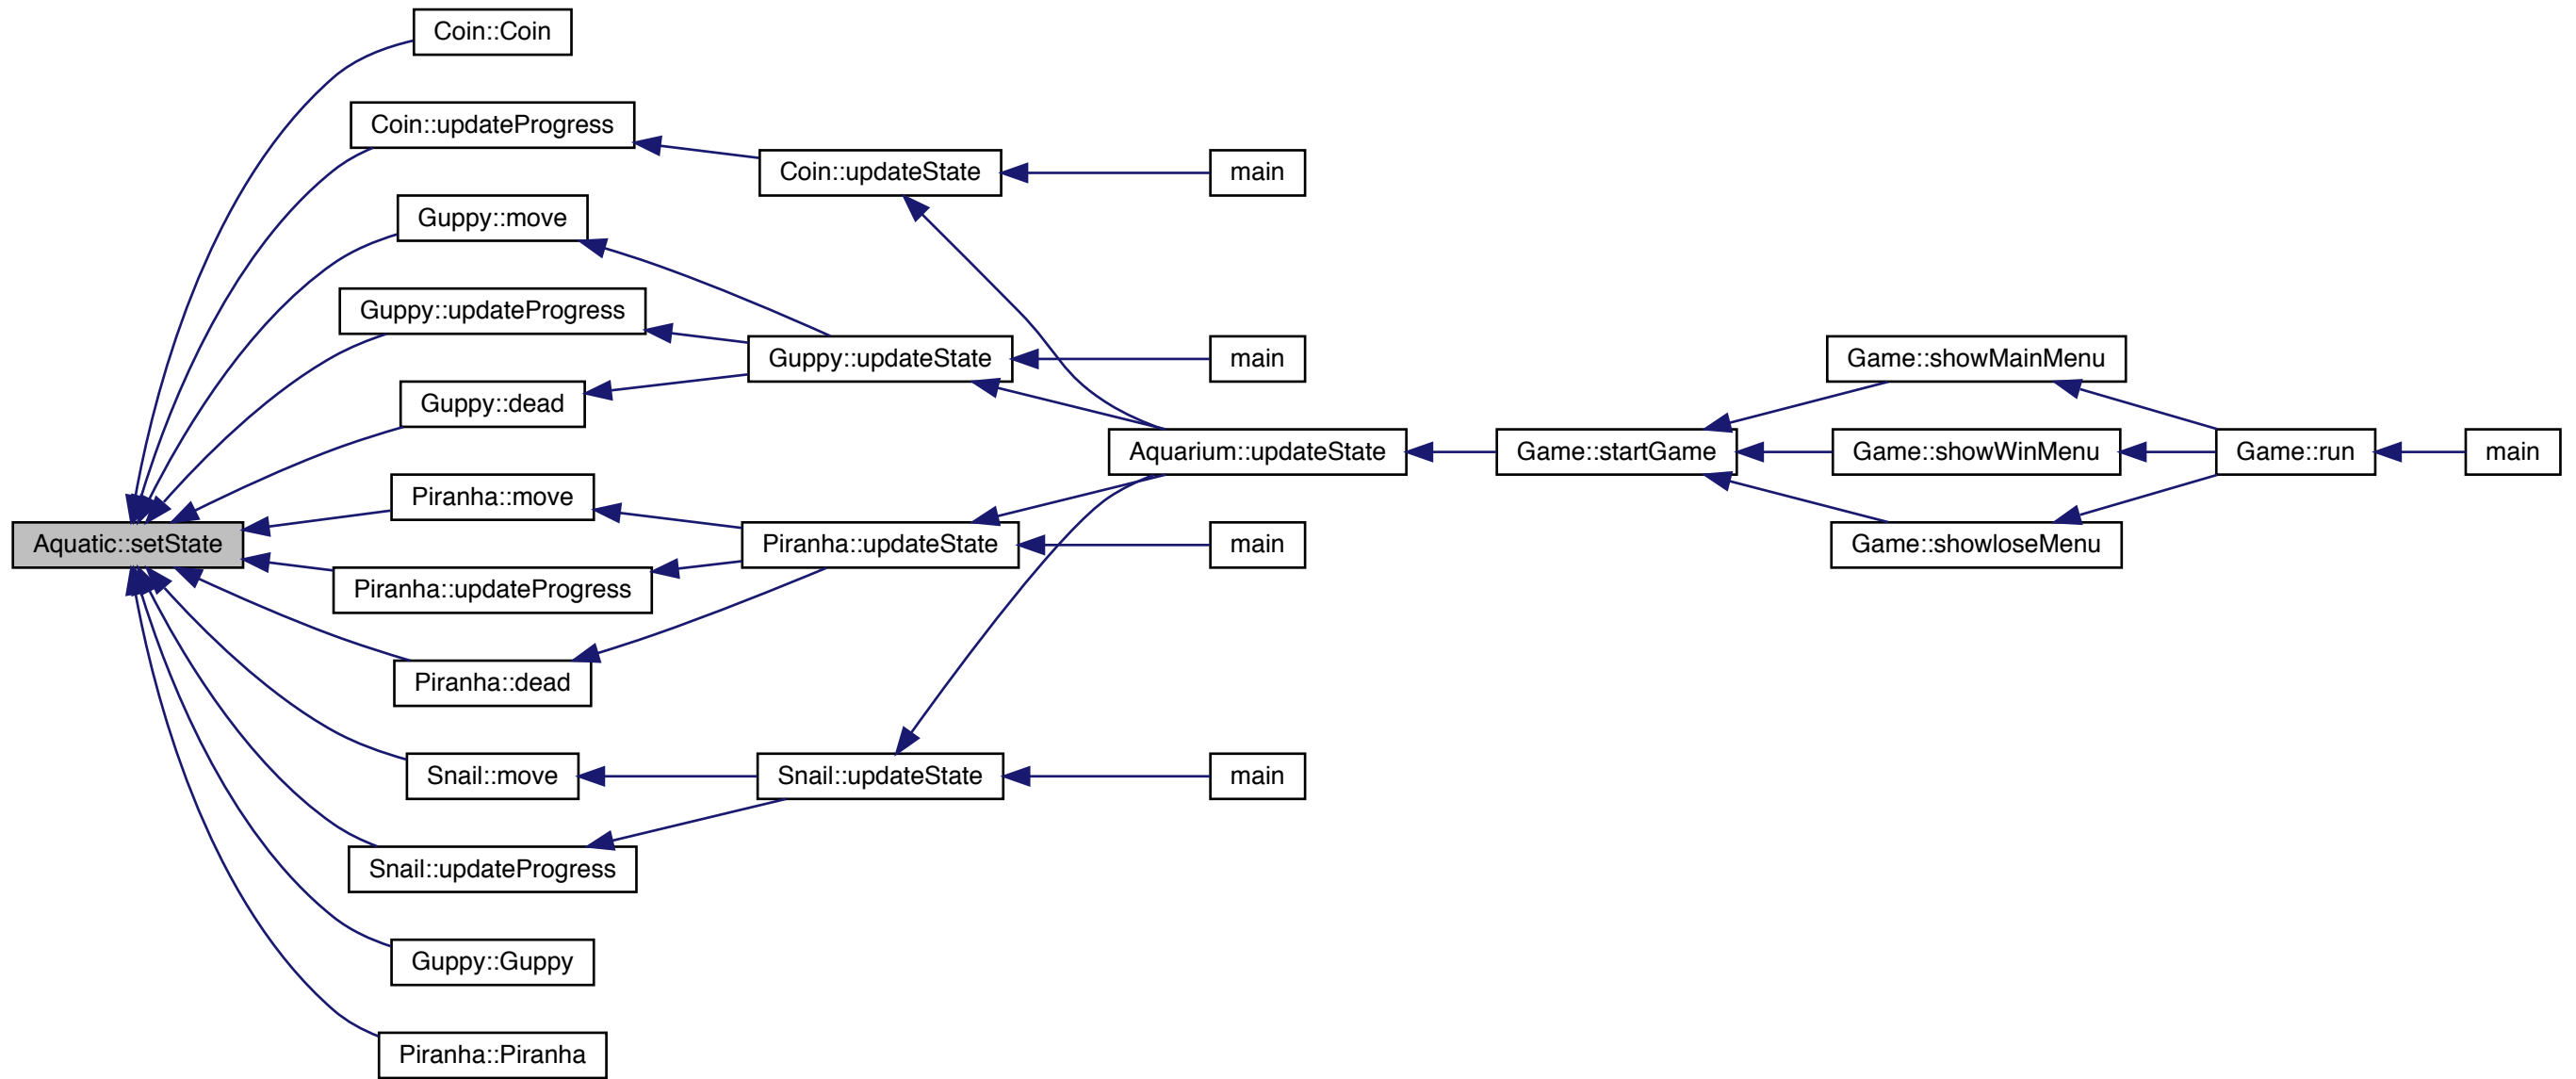 Coin::Coin
Coin::updateProgress
Coin::updateState
main
Guppy::move
Guppy::updateProgress
Guppy::updateState
main
Game::showMainMenu
Guppy::dead
Aquarium::updateState
Game::startGame
Game::showWinMenu
Game::run
main
Piranha::move
Aquatic::setState
Piranha::updateState
main
Game::showloseMenu
Piranha::updateProgress
Piranha::dead
Snail::move
Snail::updateState
main
Snail::updateProgress
Guppy::Guppy
Piranha::Piranha